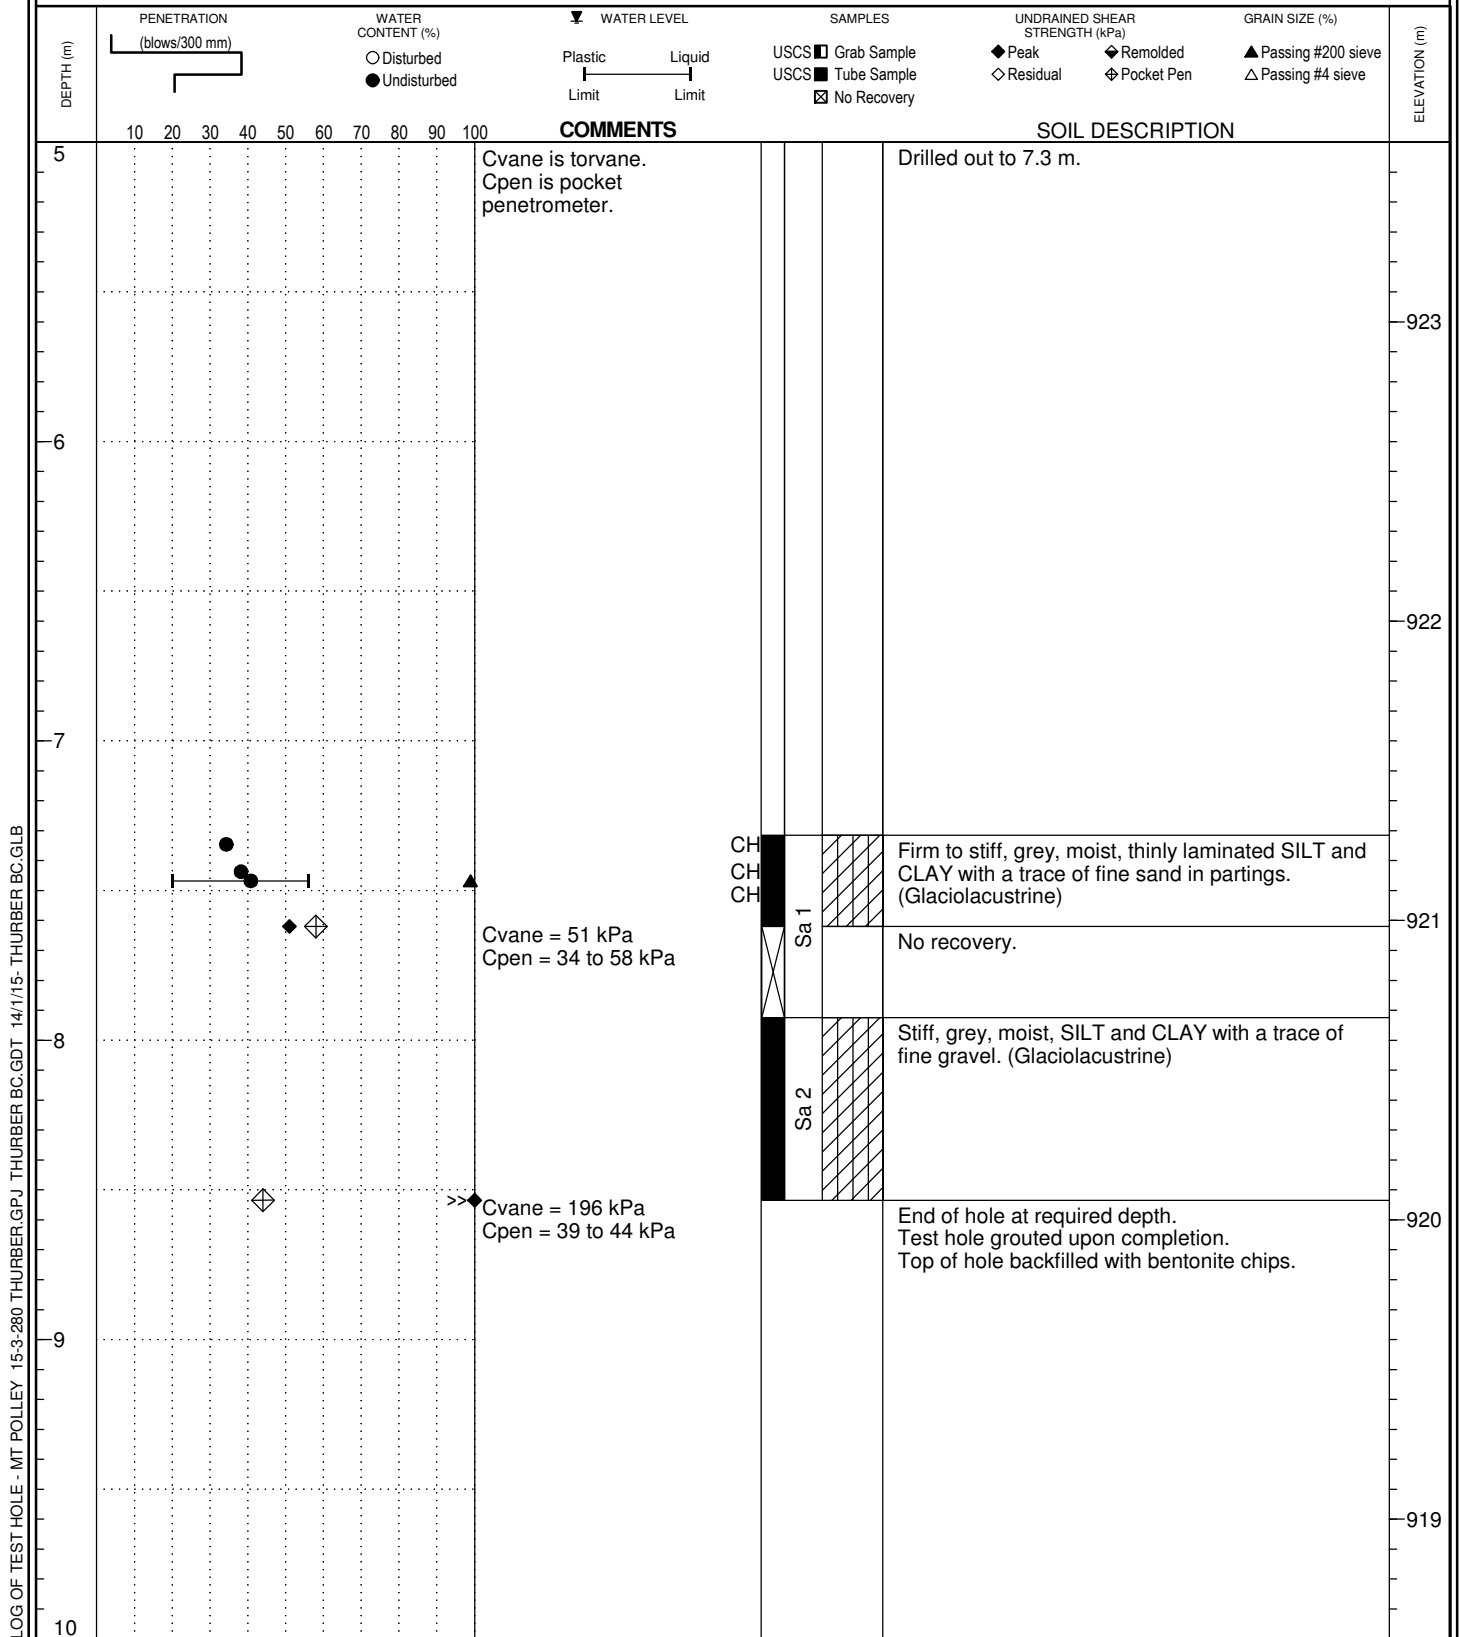 PENETRATION
(blows/300 mm)
WATER
CONTENT (%)
Disturbed
Undisturbed
WATER LEVEL
Plastic Liquid
Limit Limit
SAMPLES
USCS Grab Sample
USCS Tube Sample
No Recovery
UNDRAINED SHEAR
STRENGTH (kPa)
Peak Remolded
Residual Pocket Pen
GRAIN SIZE (%)
Passing #200 sieve
Passing #4 sieve
DEPTH (m)
ELEVATION (m)
10 20 30 40 50 60 70 80 90 100
COMMENTS
SOIL DESCRIPTION
5
Cvane is torvane.
Cpen is pocket
penetrometer.
Drilled out to 7.3 m.
923
6
922
7
CH
CH
CH
Sa 1
Firm to stiff, grey, moist, thinly laminated SILT and
CLAY with a trace of fine sand in partings.
(Glaciolacustrine)
921
Cvane = 51 kPa
Cpen = 34 to 58 kPa
No recovery.
8
Sa 2
Stiff, grey, moist, SILT and CLAY with a trace of
fine gravel. (Glaciolacustrine)
>>
Cvane = 196 kPa
Cpen = 39 to 44 kPa
End of hole at required depth.
Test hole grouted upon completion.
Top of hole backfilled with bentonite chips.
920
9
919
10
LOG OF TEST HOLE - MT POLLEY 15-3-280 THURBER.GPJ THURBER BC.GDT 14/1/15- THURBER BC.GLB